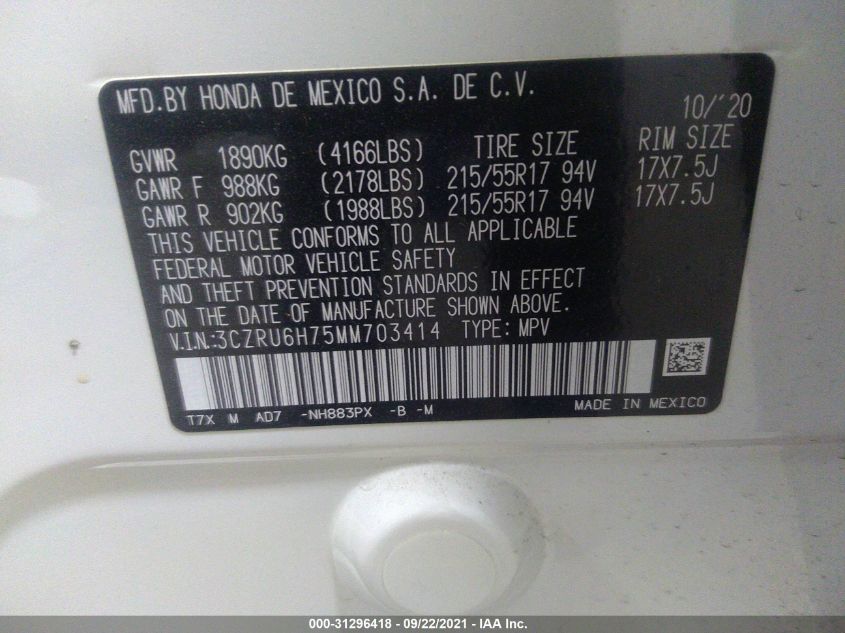 MFD.BY HONDA DE MEXICO S.A. DE C.V. 10/'20
GVWR 1890KG (4166LBS) TIRE SIZE RIM SIZE
GAWR F 988KG (2178LBS) 215/55R17 94V 17X7.5J
GAWR R 902KG (1988LBS) 215/55R17 94V 17X7.5J
THIS VEHICLE CONFORMS TO ALL APPLICABLE
FEDERAL MOTOR VEHICLE SAFETY
AND THEFT PREVENTION STANDARDS IN EFFECT
ON THE DATE OF MANUFACTURE SHOWN ABOVE.
V.I.N.:3CZRU6H75MM703414 TYPE: MPV
T7X M AD7 -NH883PX -B -M MADE IN MEXICO
000-31296418 - 09/22/2021 - IAA Inc.